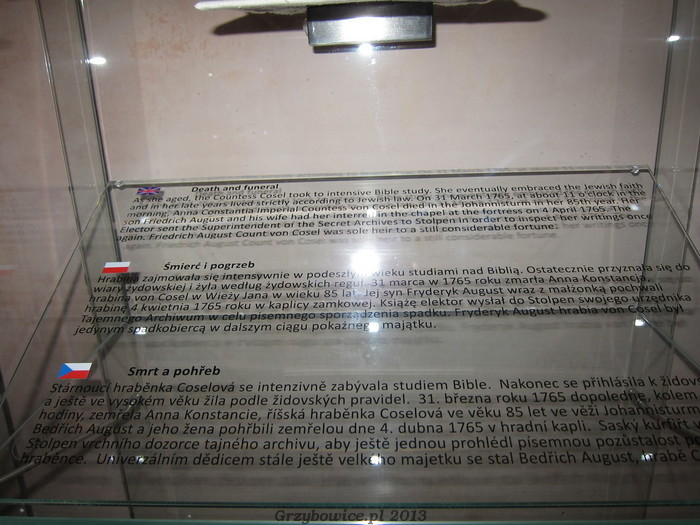 Death and funeral
As she aged, the Countess Cosel took to intensive Bible study. She eventually embraced the Jewish faith
and in her late years lived strictly according to Jewish law. On 31 March 1765, at about 11 o'clock in the
morning, Anna Constantia Imperial Countess von Cosel died in the Johannisturm in her 85th year. Her
son Friedrich August and his wife had her interred in the chapel at the fortress on 4 April 1765. The
Elector sent the Superintendent of the Secret Archives to Stolpen in order to inspect her writings once
again. Friedrich August Count von Cosel was sole heir to a still considerable fortune.
Śmierć i pogrzeb
Hrabina zajmowała się intensywnie w podeszłym wieku studiami nad Biblią. Ostatecznie przyznała się do
wiary żydowskiej i żyła według żydowskich reguł. 31 marca w 1765 roku zmarła Anna Konstancja,
hrabina von Cosel w Wieży Jana w wieku 85 lat. Jej syn Fryderyk August wraz z małżonką pochwali
hrabinę 4 kwietnia 1765 roku w kaplicy zamkowej. Książę elektor wysłał do Stolpen swojego urzędnika
Tajemnego Archiwum w celu pisemnego sporządzenia spadku. Fryderyk August hrabia von Cosel był
jedynym spadkobiercą w dalszym ciągu pokaźnego majątku.
Smrt a pohřeb
Stárnoucí hraběnka Coselová se intenzivně zabývala studiem Bible. Nakonec se přihlásila k židov
a ještě ve vysokém věku žila podle židovských pravidel. 31. března roku 1765 dopoledne, kolem
hodiny, zemřela Anna Konstancie, říšská hraběnka Coselová ve věku 85 let ve věži Johannisturm
Bedřich August a jeho žena pohřbili zemřelou dne 4. dubna 1765 v hradní kapli. Saský kurfiřt v
Stolpen vrchního dozorce tajného archivu, aby ještě jednou prohlédl písemnou pozůstalost po
hraběnce. Univerzálním dědicem stále ještě velkého majetku se stal Bedřich August, hrabě C
Grzybowice.pl 2013